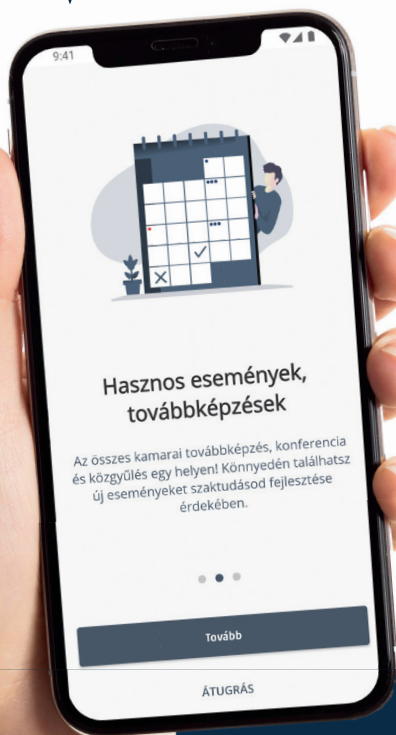 9:41
Hasznos események,
továbbképzések
Az összes kamarai továbbképzés, konferencia
és közgyűlés egy helyen! Könnyedén találhatsz
új eseményeket szaktudásod fejlesztése
érdekében.
Tovább
ÁTUGRÁS